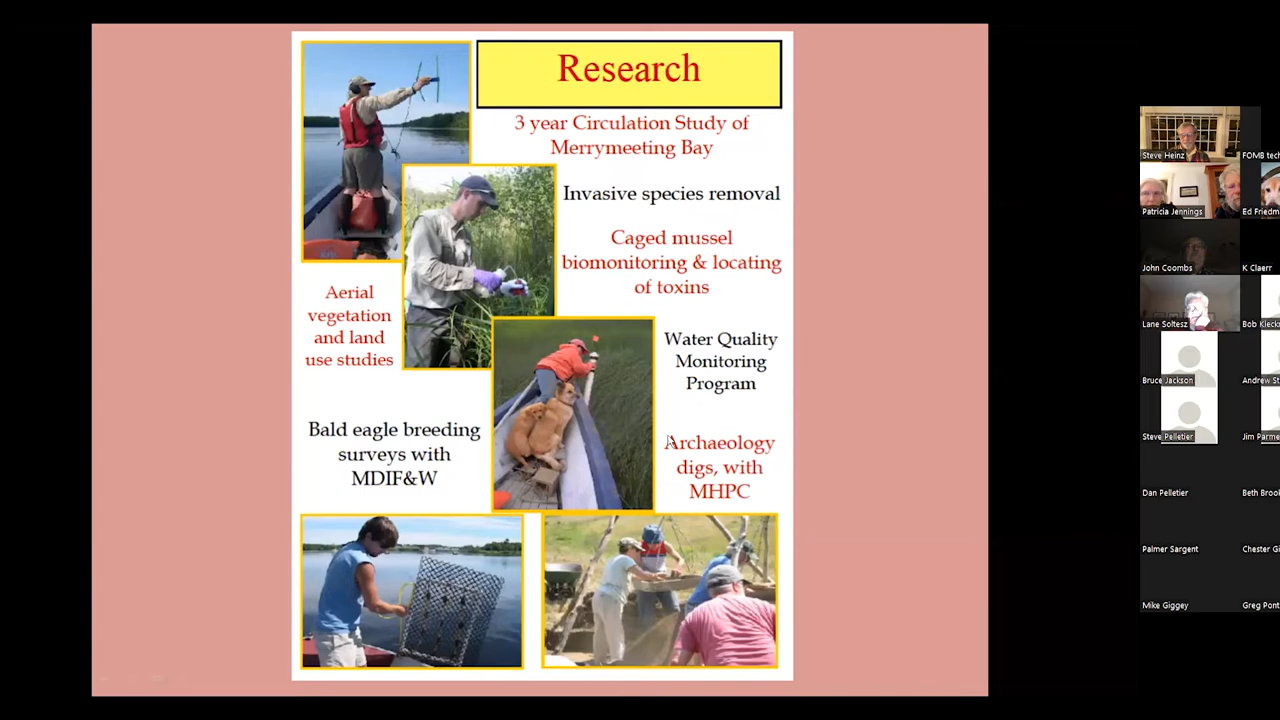 Research
3 year Circulation Study of
Merrymeeting Bay
Invasive species removal
Caged mussel
biomonitoring & locating
of toxins
Aerial
vegetation
and land
use studies
Water Quality
Monitoring
Program
Bald eagle breeding
surveys with
MDIF&W
Archaeology
digs, with
MHPC
Steve Heinz
FOMB tech
Patricia Jennings
Ed Friedm
John Coombs
K Claerr
Lane Soltesz
Bob Kleck
Bruce Jackson
Andrew St
Steve Pelletier
Jim Parme
Dan Pelletier
Beth Broo
Palmer Sargent
Chester Gi
Mike Giggey
Greg Pont